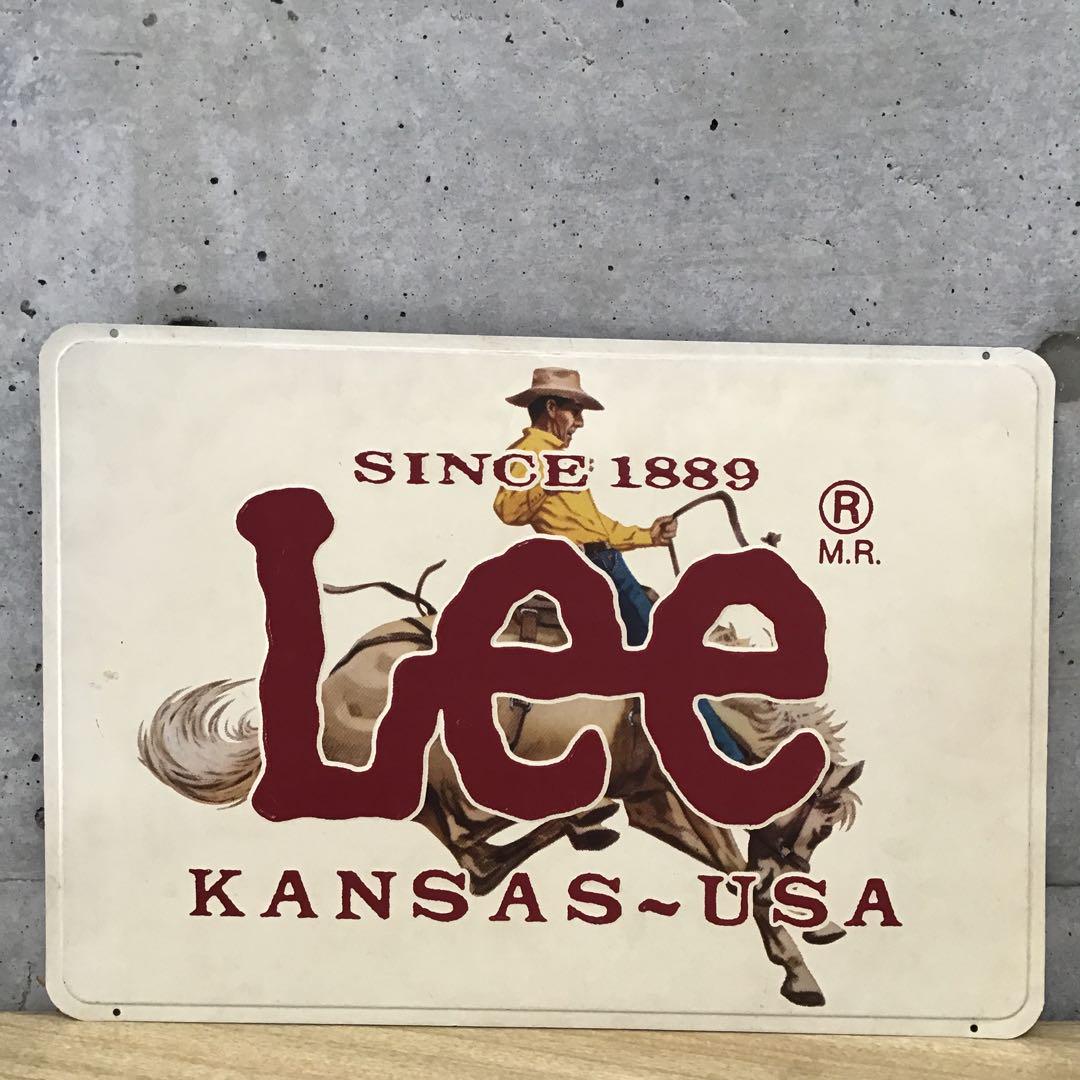 SINCE 1889
Lee
®
M.R.
KANSAS~USA